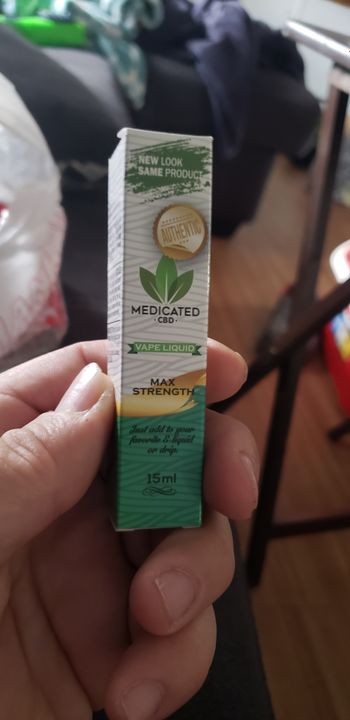 NEW LOOK
SAME PRODUCT
AUTHENTIC
MEDICATED
·CBD·
VAPE LIQUID
MAX
STRENGTH
Just add to your
favorite E liquid
or drip.
15ml